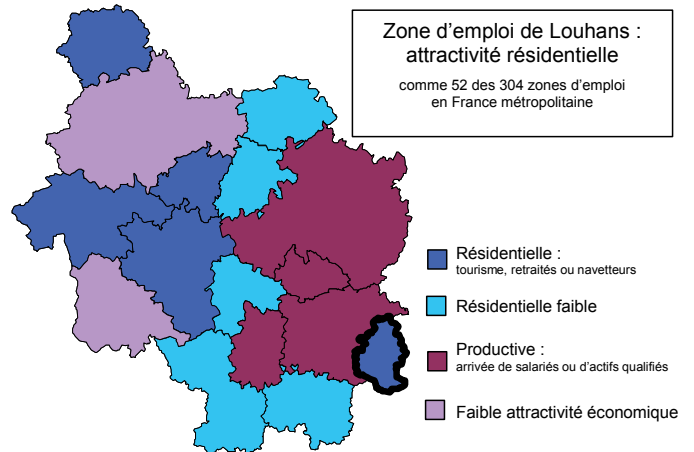 Zone d’emploi de Louhans :
attractivité résidentielle
comme 52 des 304 zones d’emploi
en France métropolitaine
Résidentielle :
tourisme, retraités ou navetteurs
Résidentielle faible
Productive :
arrivée de salariés ou d’actifs qualifiés
Faible attractivité économique